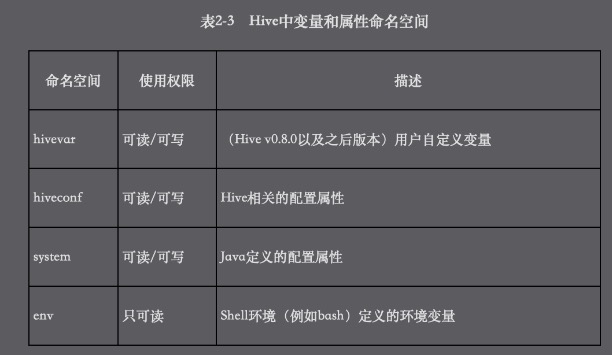 表2-3 Hive中变量和属性命名空间
命名空间 使用权限 描述
hivevar 可读/可写 （Hive v0.8.0以及之后版本）用户自定义变量
hiveconf 可读/可写 Hive相关的配置属性
system 可读/可写 Java定义的配置属性
env 只可读 Shell环境（例如bash）定义的环境变量